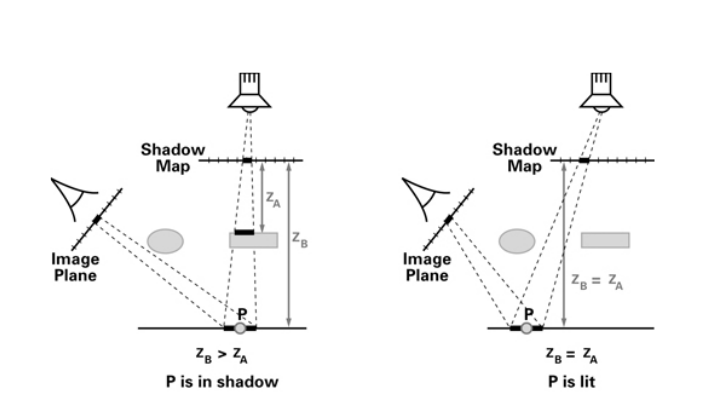 Shadow
Map
Z_A
Z_B
Image
Plane
P
Z_B > Z_A
P is in shadow
Shadow
Map
Image
Plane
Z_B = Z_A
P
Z_B = Z_A
P is lit